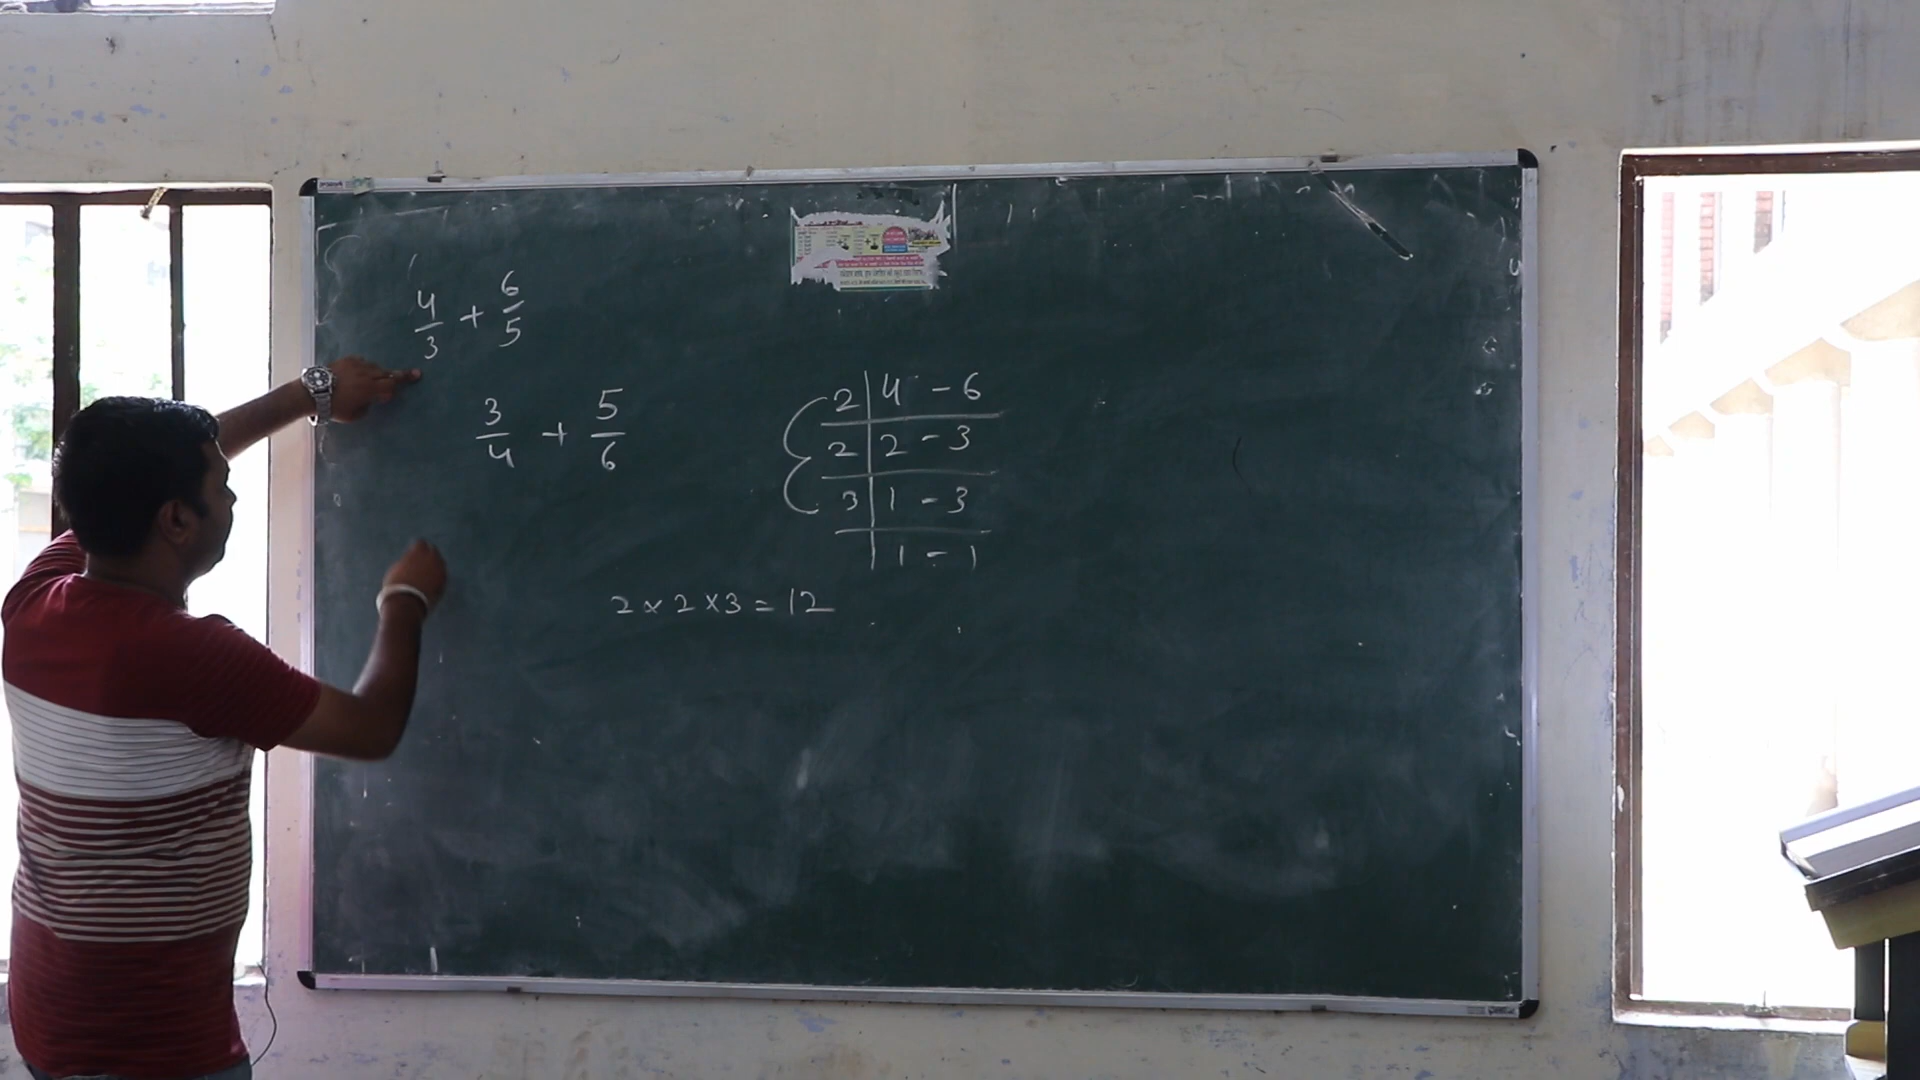 4/3 + 6/5
3/4 + 5/6
2 | 4 - 6
2 | 2 - 3
3 | 1 - 3
| 1 - 1
2 × 2 × 3 = 12